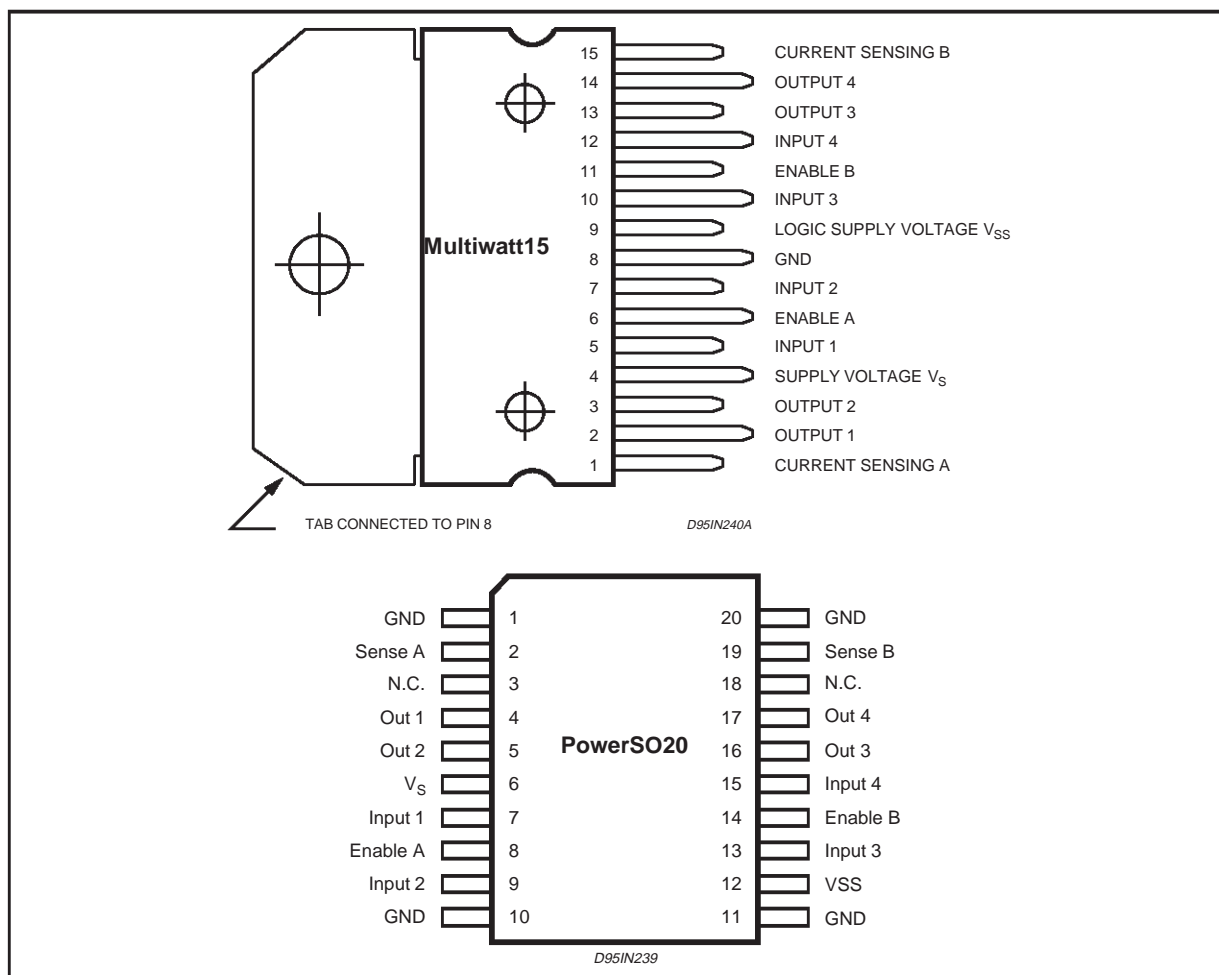 15 CURRENT SENSING B
14 OUTPUT 4
13 OUTPUT 3
12 INPUT 4
11 ENABLE B
10 INPUT 3
9 LOGIC SUPPLY VOLTAGE VSS
Multiwatt15
8 GND
7 INPUT 2
6 ENABLE A
5 INPUT 1
4 SUPPLY VOLTAGE VS
3 OUTPUT 2
2 OUTPUT 1
1 CURRENT SENSING A
TAB CONNECTED TO PIN 8
D95IN240A
GND 1 20 GND
Sense A 2 19 Sense B
N.C. 3 18 N.C.
Out 1 4 17 Out 4
Out 2 5 PowerSO20 16 Out 3
VS 6 15 Input 4
Input 1 7 14 Enable B
Enable A 8 13 Input 3
Input 2 9 12 VSS
GND 10 11 GND
D95IN239